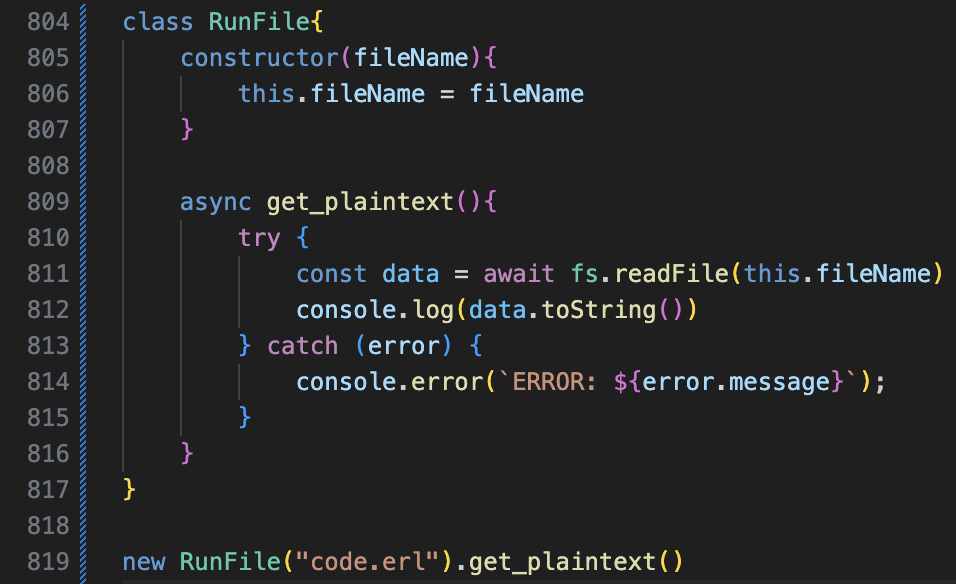 804 class RunFile{
805 constructor(fileName){
806 this.fileName = fileName
807 }
808
809 async get_plaintext(){
810 try {
811 const data = await fs.readFile(this.fileName)
812 console.log(data.toString())
813 } catch (error) {
814 console.error(`ERROR: ${error.message}`);
815 }
816 }
817 }
818
819 new RunFile("code.erl").get_plaintext()